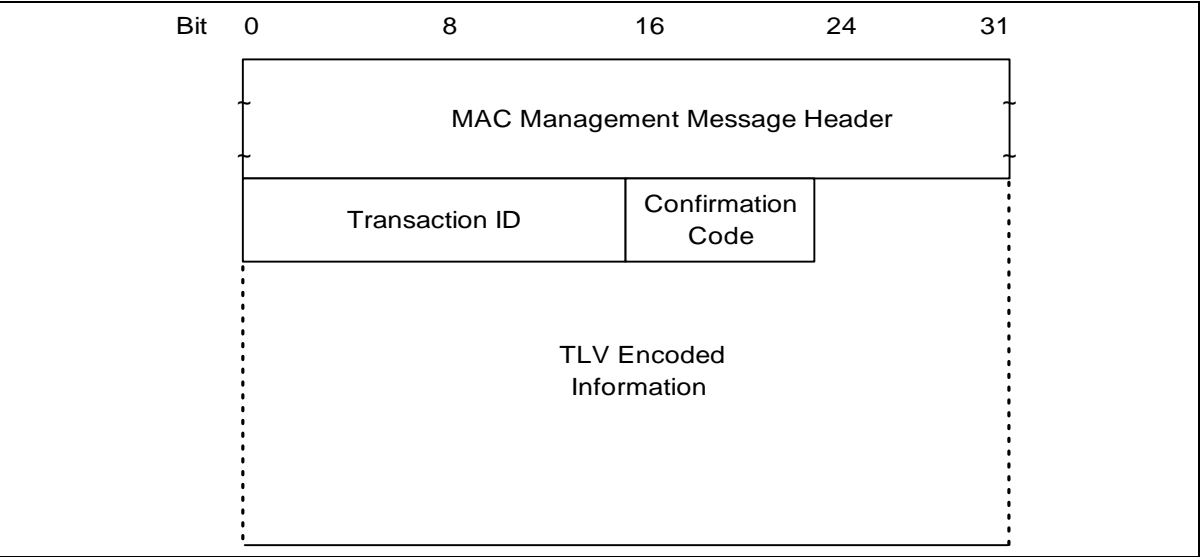 Bit 0 8 16 24 31
MAC Management Message Header
Transaction ID
Confirmation
Code
TLV Encoded
Information